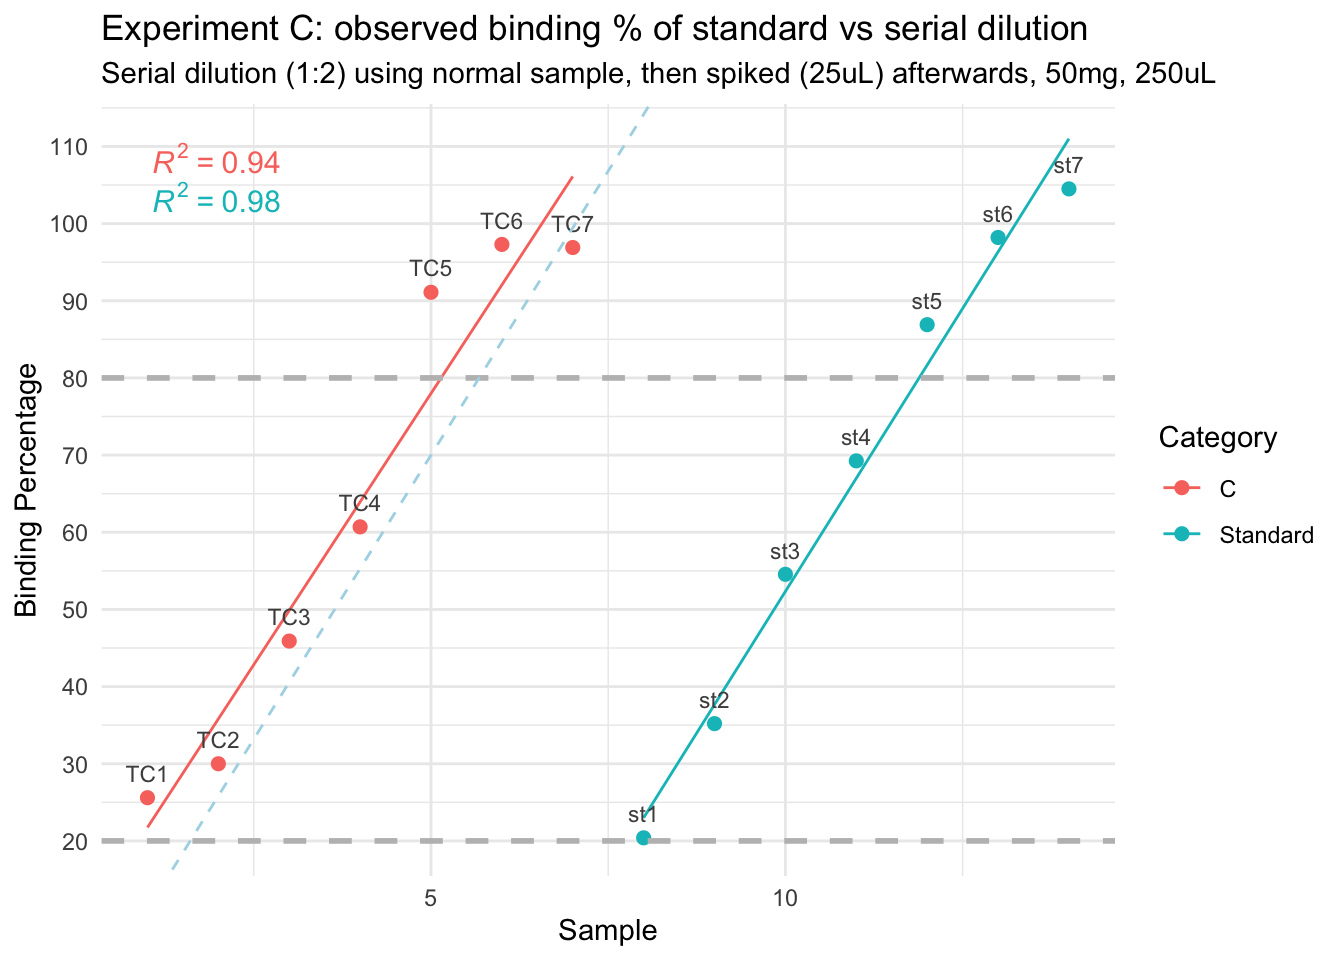 Experiment C: observed binding % of standard vs serial dilution
Serial dilution (1:2) using normal sample, then spiked (25uL) afterwards, 50mg, 250uL
110
100
90
80
70
60
50
40
30
20
Binding Percentage
R² = 0.94
R² = 0.98
TC1
TC2
TC3
TC4
TC5
TC6
TC7
st1
st2
st3
st4
st5
st6
st7
5
10
Sample
Category
C
Standard